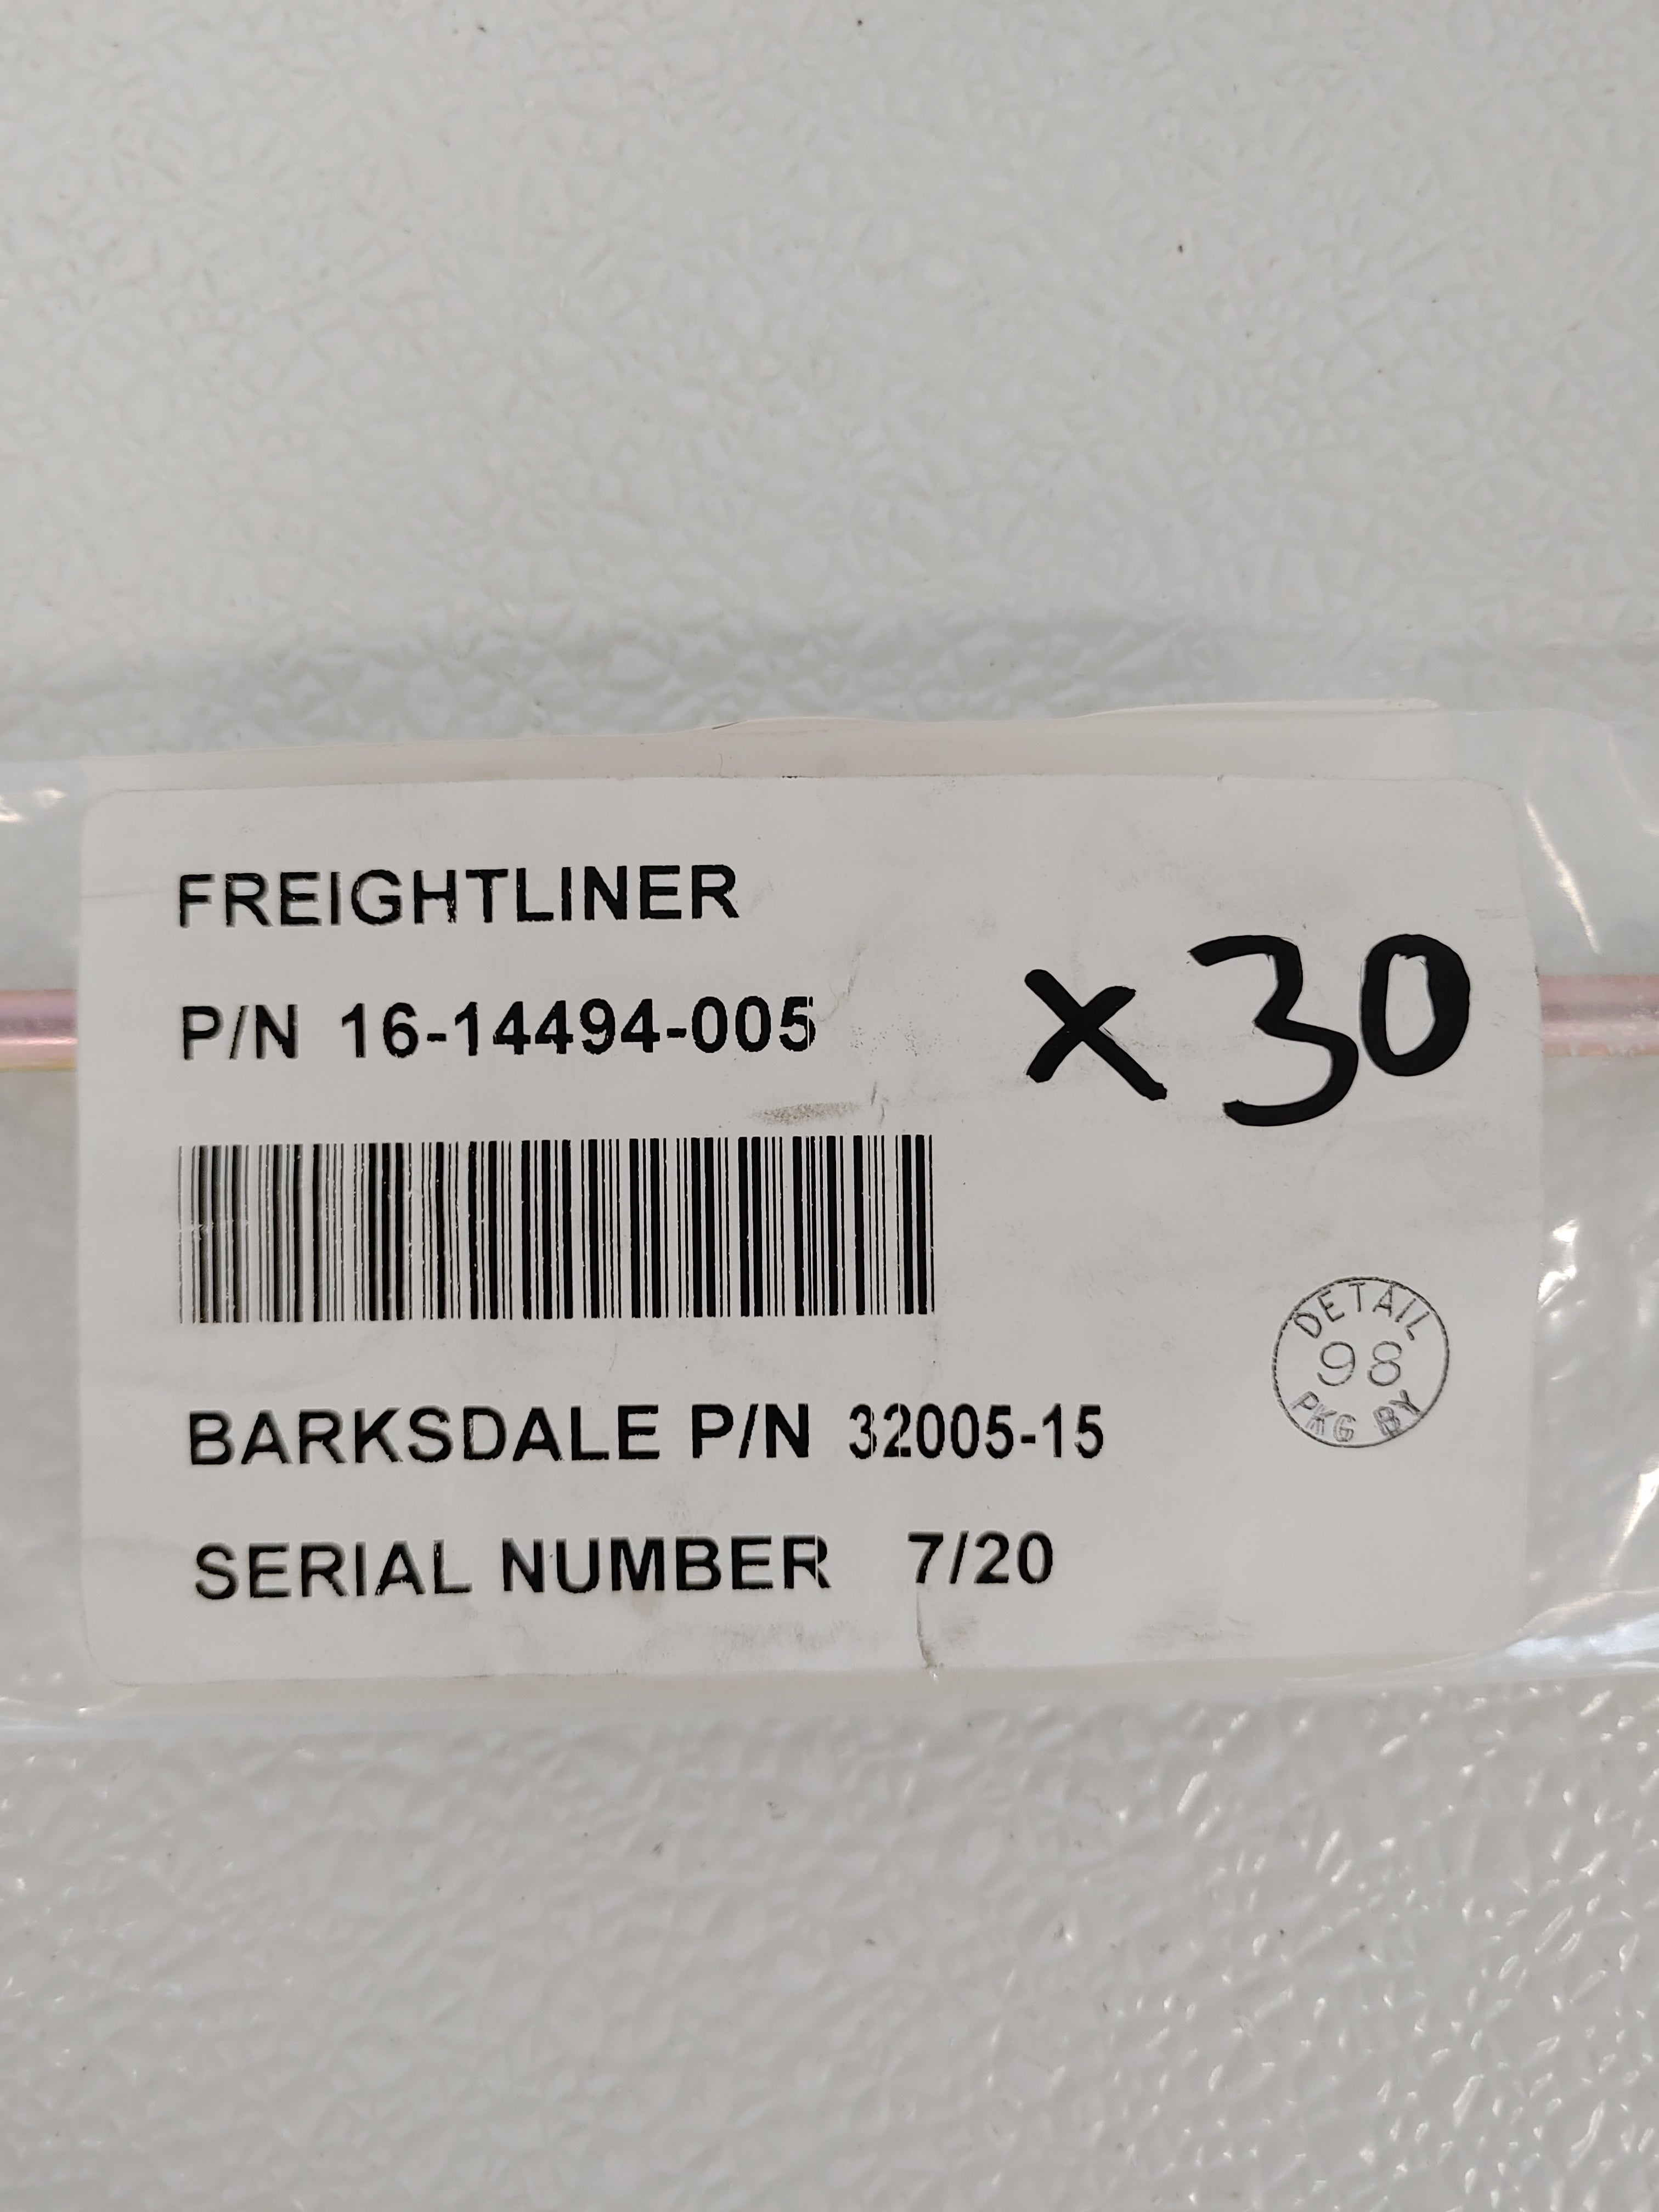 FREIGHTLINER
P/N 16-14494-005
x30
BARKSDALE P/N 32005-15
DETAIL
98
PKG BY
SERIAL NUMBER 7/20